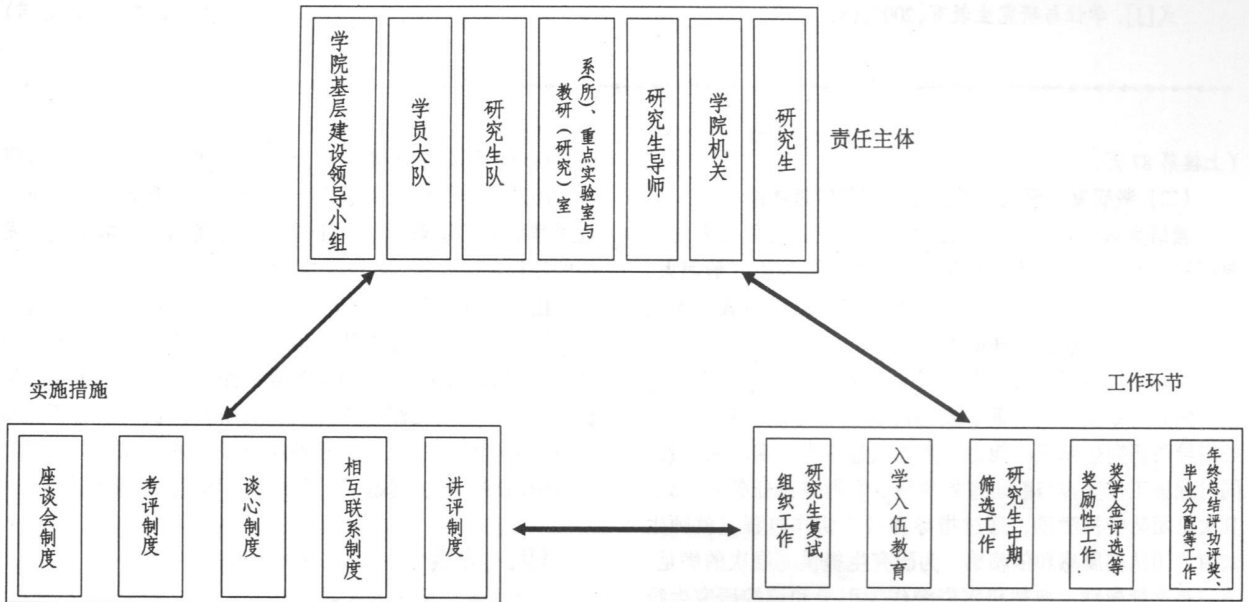 学院基层建设领导小组
学员大队
研究生队
系(所)、重点实验室与
教研（研究）室
研究生导师
学院机关
研究生
责任主体
实施措施
工作环节
座谈会制度
考评制度
谈心制度
相互联系制度
讲评制度
研究生复试
组织工作
入学入伍教育
研究生中期
筛选工作
奖学金评选等
奖励性工作
年终总结评功评奖、
毕业分配等工作